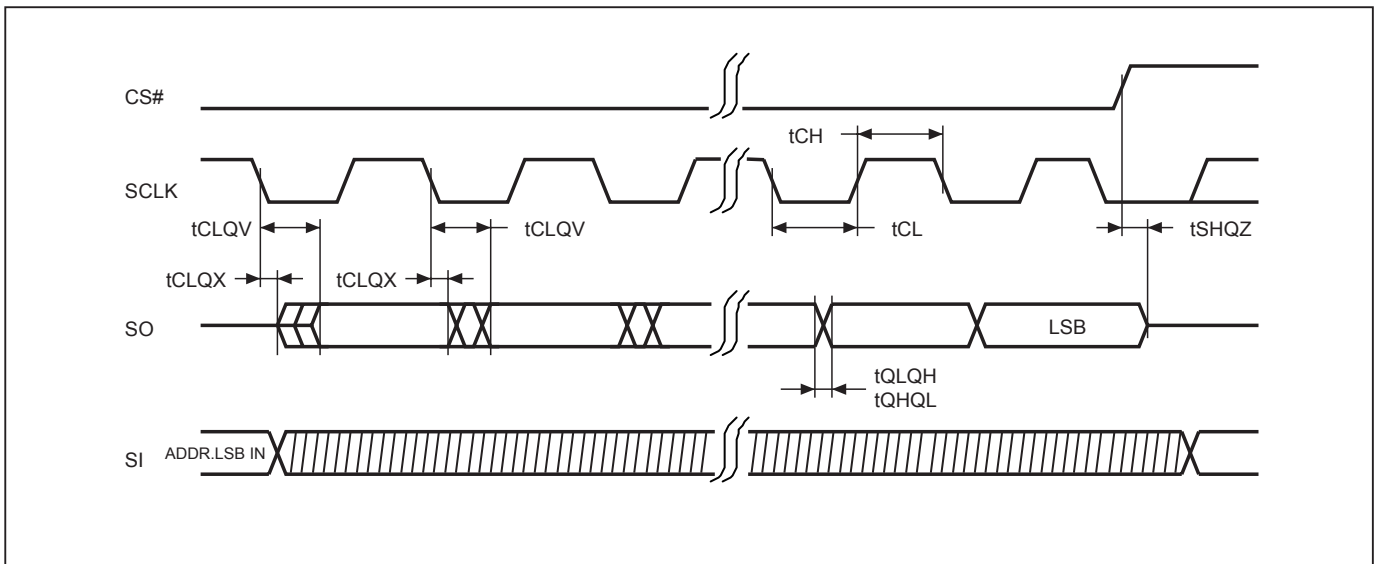 CS#
tCH
SCLK
tCLQV
tCLQV
tCL
tSHQZ
tCLQX
tCLQX
SO
LSB
tQLQH
tQHQL
SI
ADDR.LSB IN